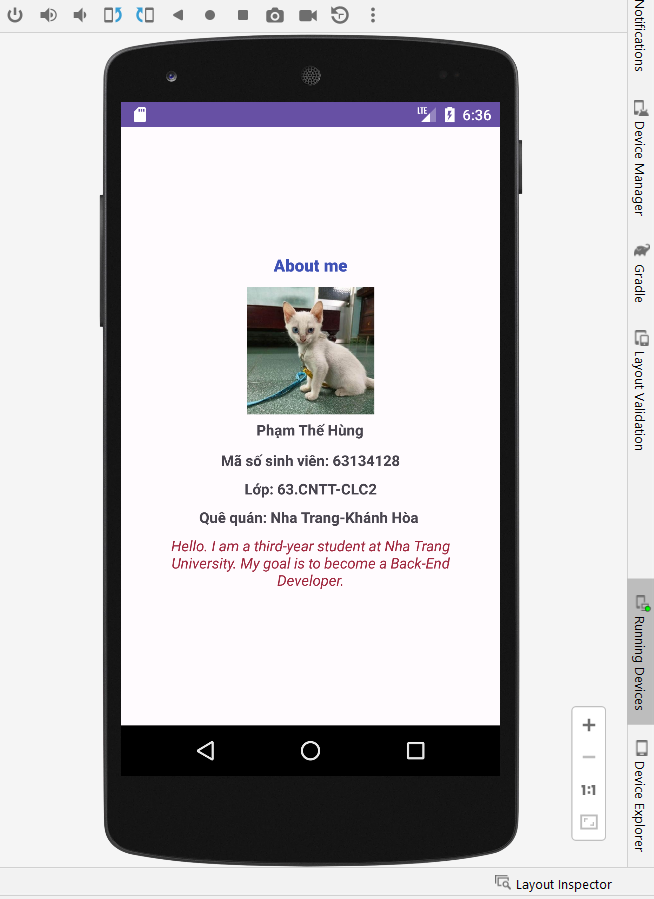 LTE 6:36
About me
Phạm Thế Hùng
Mã số sinh viên: 63134128
Lớp: 63.CNTT-CLC2
Quê quán: Nha Trang-Khánh Hòa
Hello. I am a third-year student at Nha Trang
University. My goal is to become a Back-End
Developer.
Notifications
Device Manager
Gradle
Layout Validation
Running Devices
Device Explorer
1:1
Layout Inspector